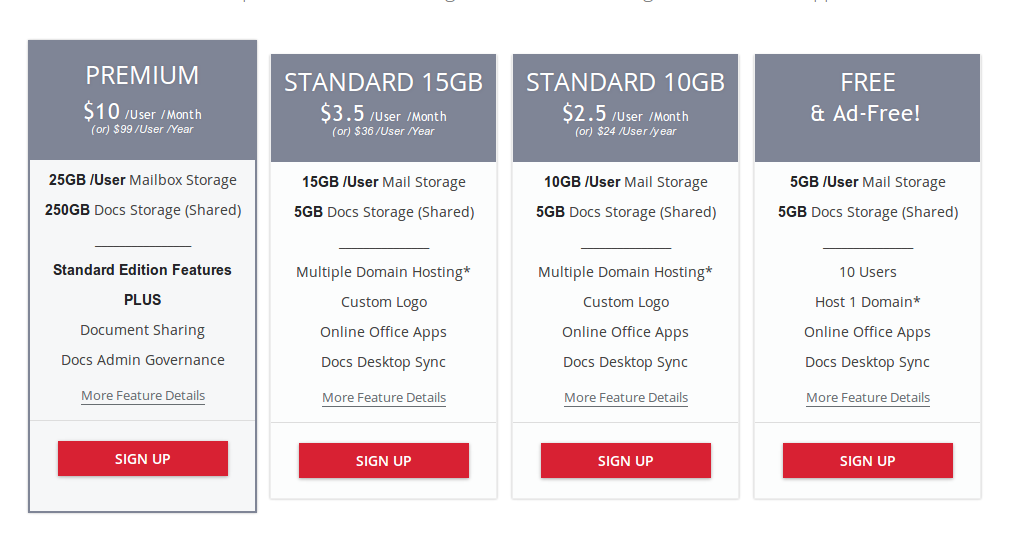 PREMIUM
$10 /User /Month
(or) $99 /User /Year
25GB /User Mailbox Storage
250GB Docs Storage (Shared)
Standard Edition Features
PLUS
Document Sharing
Docs Admin Governance
More Feature Details
SIGN UP
STANDARD 15GB
$3.5 /User /Month
(or) $36 /User /Year
15GB /User Mail Storage
5GB Docs Storage (Shared)
Multiple Domain Hosting*
Custom Logo
Online Office Apps
Docs Desktop Sync
More Feature Details
SIGN UP
STANDARD 10GB
$2.5 /User /Month
(or) $24 /User /year
10GB /User Mail Storage
5GB Docs Storage (Shared)
Multiple Domain Hosting*
Custom Logo
Online Office Apps
Docs Desktop Sync
More Feature Details
SIGN UP
FREE
& Ad-Free!
5GB /User Mail Storage
5GB Docs Storage (Shared)
10 Users
Host 1 Domain*
Online Office Apps
Docs Desktop Sync
More Feature Details
SIGN UP